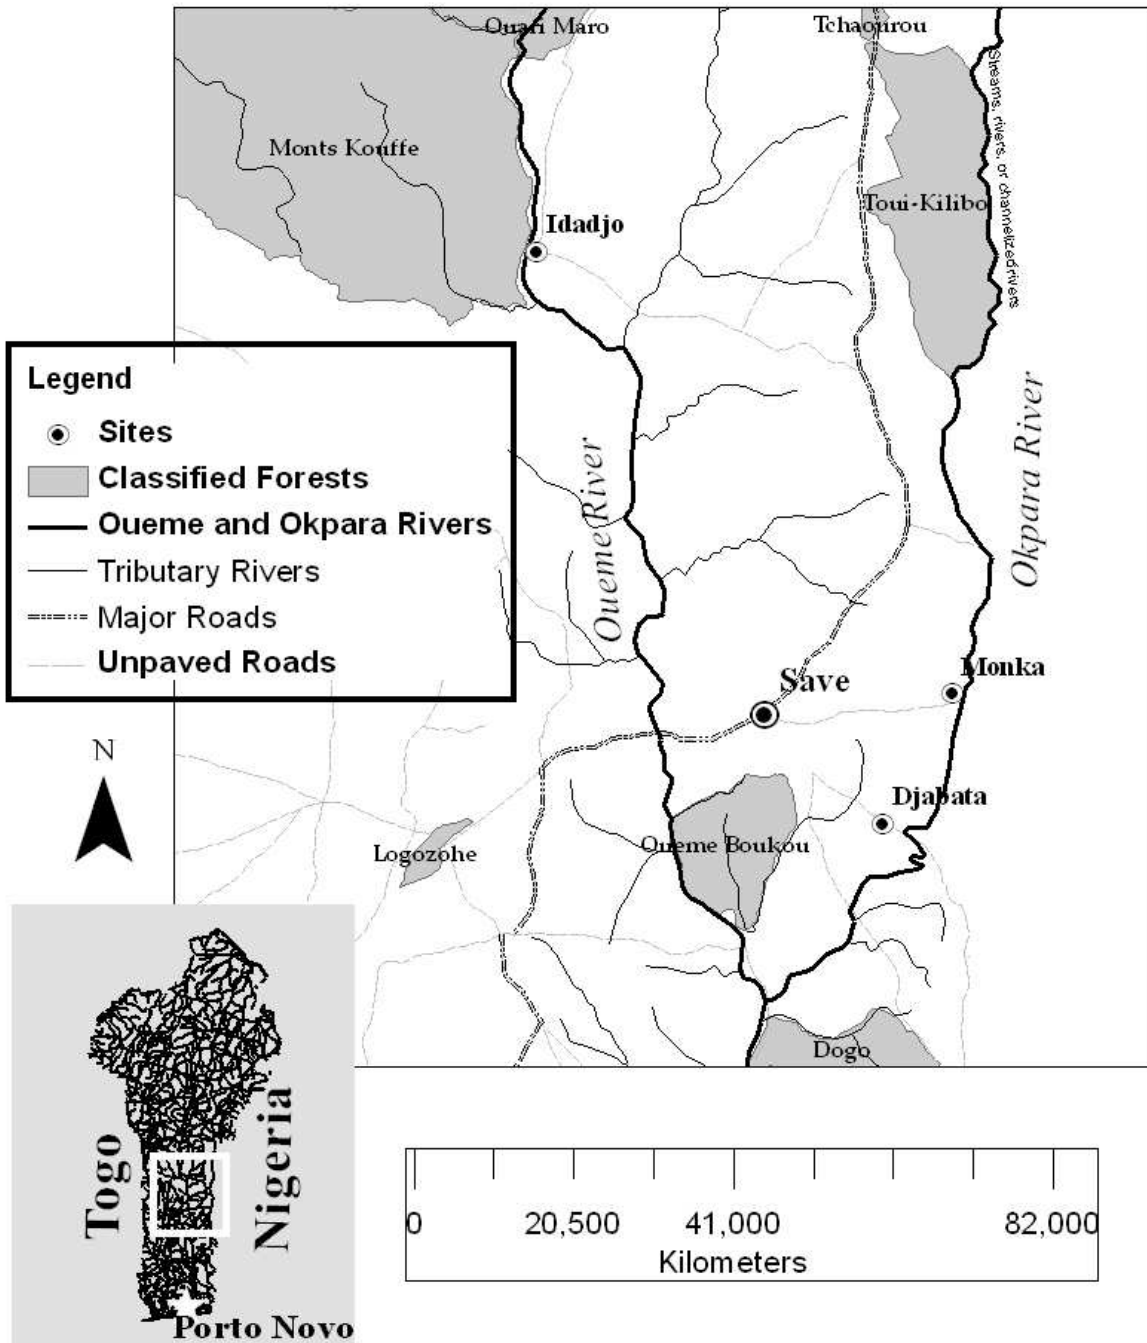 Ouari Maro
Tchaourou
Streams, rivers, or channelizedrivers
Monts Kouffe
Toui-Kilibo
Idadjo
Legend
Sites
Classified Forests
Oueme and Okpara Rivers
Tributary Rivers
Major Roads
Unpaved Roads
Oueme River
Okpara River
Save
Monka
N
Djabata
Logozohe
Oueme Boukou
Dogo
Togo
Nigeria
Porto Novo
0 20,500 41,000 82,000
Kilometers